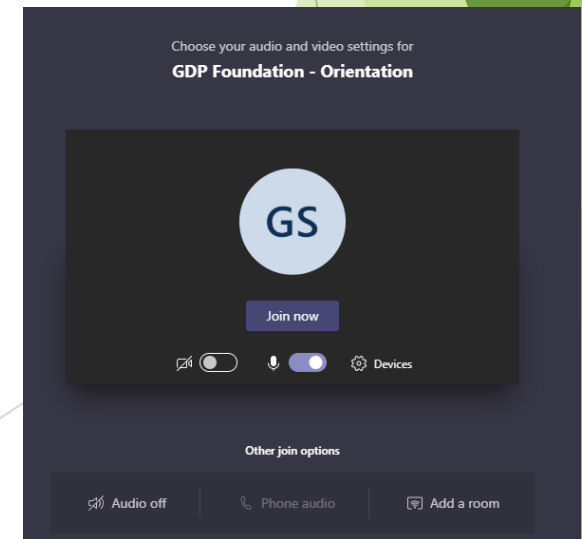 Choose your audio and video settings for
GDP Foundation - Orientation
GS
Join now
Devices
Other join options
Audio off Phone audio Add a room